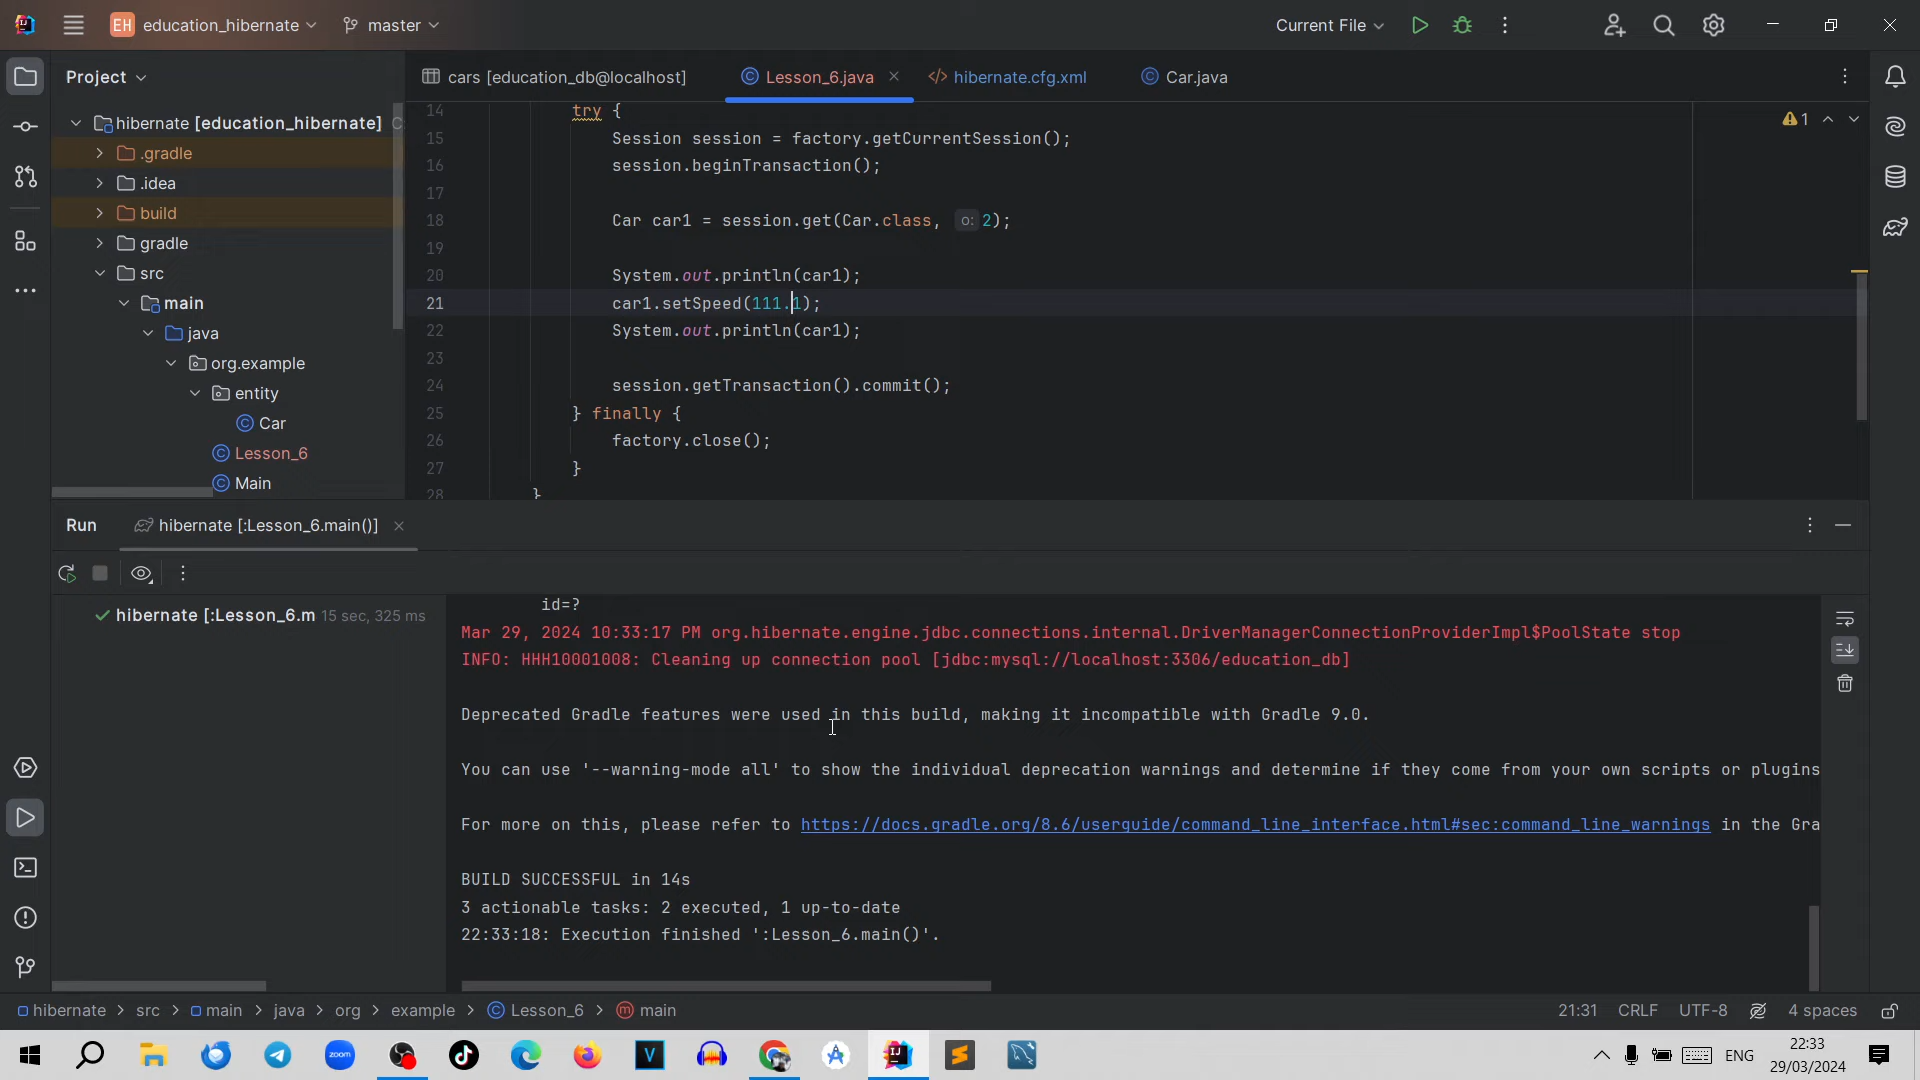 EH education_hibernate
master
Current File
Project
cars [education_db@localhost]
Lesson_6.java
hibernate.cfg.xml
Car.java
hibernate [education_hibernate] C
.gradle
.idea
build
gradle
src
main
java
org.example
entity
Car
Lesson_6
Main
1
14 try {
15 Session session = factory.getCurrentSession();
16 session.beginTransaction();
17
18 Car car1 = session.get(Car.class, o: 2);
19
20 System.out.println(car1);
21 car1.setSpeed(111.1);
22 System.out.println(car1);
23
24 session.getTransaction().commit();
25 } finally {
26 factory.close();
27 }
28 }
Run
hibernate [:Lesson_6.main()]
hibernate [:Lesson_6.m 15 sec, 325 ms
id=?
Mar 29, 2024 10:33:17 PM org.hibernate.engine.jdbc.connections.internal.DriverManagerConnectionProviderImpl$PoolState stop
INFO: HHH10001008: Cleaning up connection pool [jdbc:mysql://localhost:3306/education_db]
Deprecated Gradle features were used in this build, making it incompatible with Gradle 9.0.
You can use '--warning-mode all' to show the individual deprecation warnings and determine if they come from your own scripts or plugins
For more on this, please refer to https://docs.gradle.org/8.6/userguide/command_line_interface.html#sec:command_line_warnings in the Gra
BUILD SUCCESSFUL in 14s
3 actionable tasks: 2 executed, 1 up-to-date
22:33:18: Execution finished ':Lesson_6.main()'.
hibernate > src > main > java > org > example > Lesson_6 > main
21:31 CRLF UTF-8 4 spaces
zoom
ENG
22:33
29/03/2024